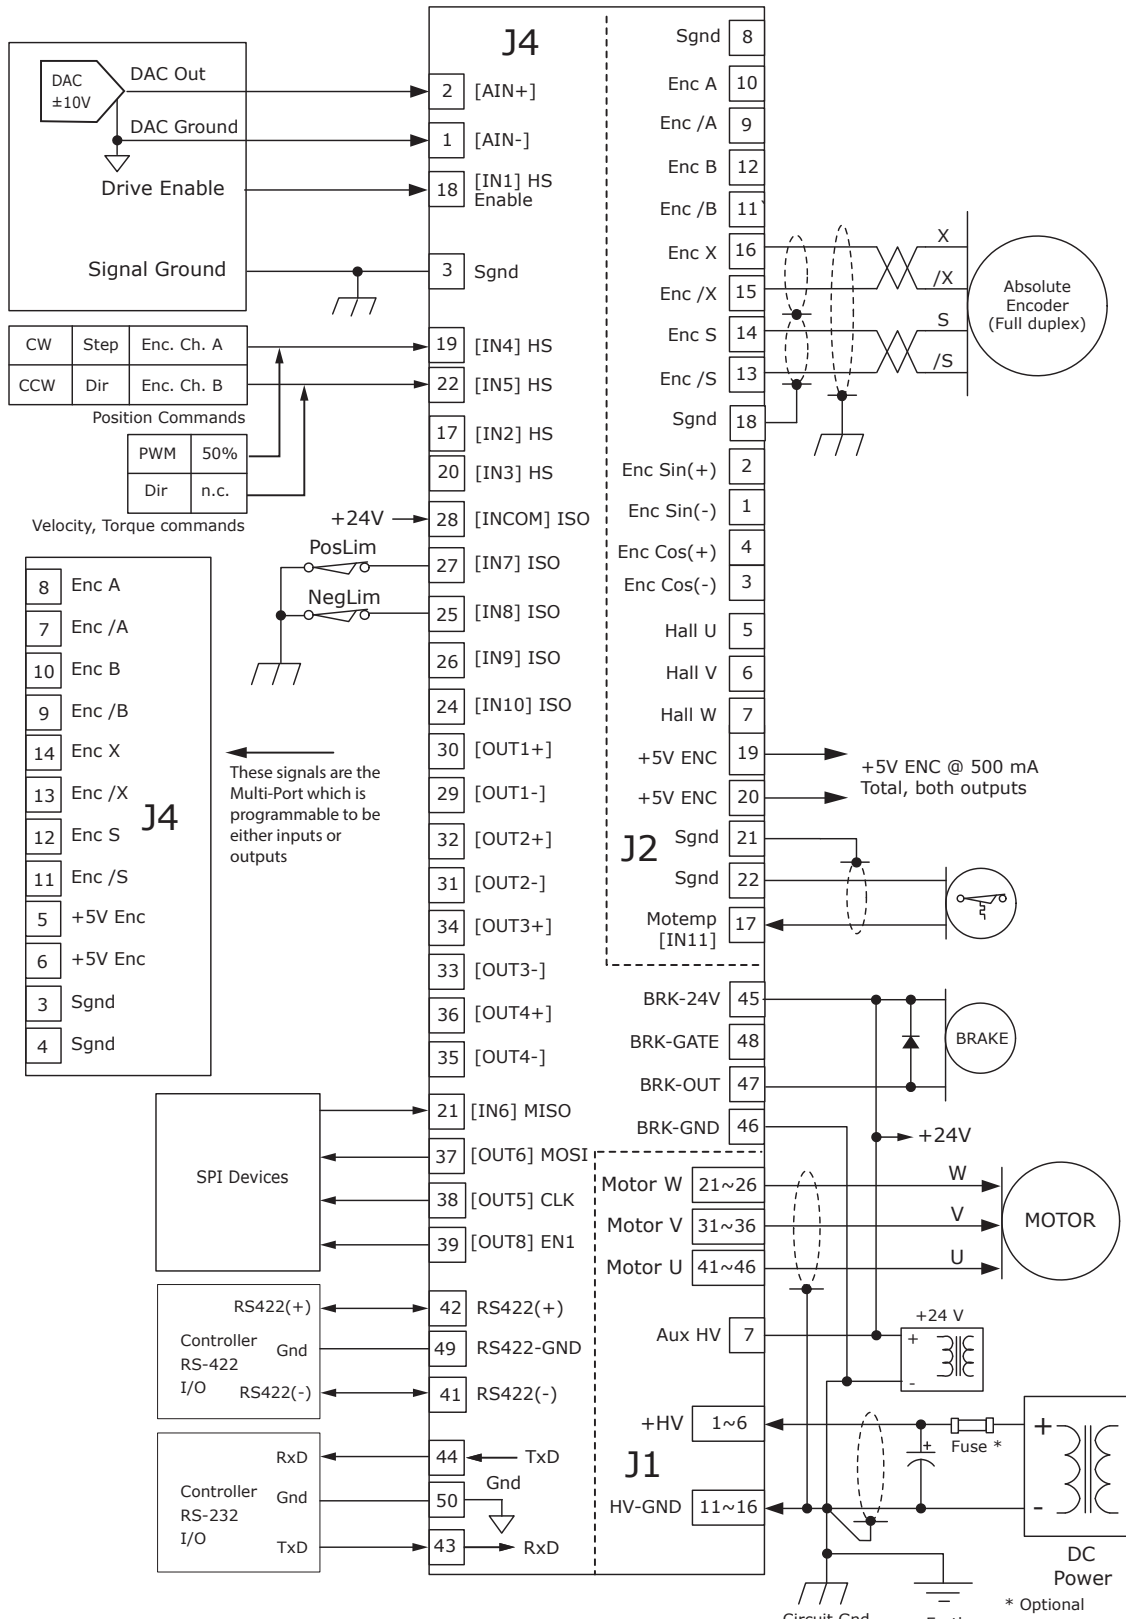 J4
DAC
±10V
DAC Out
DAC Ground
Drive Enable
Signal Ground
2 [AIN+]
1 [AIN-]
18 [IN1] HS
Enable
3 Sgnd
CW Step Enc. Ch. A
CCW Dir Enc. Ch. B
Position Commands
PWM 50%
Dir n.c.
Velocity, Torque commands
19 [IN4] HS
22 [IN5] HS
17 [IN2] HS
20 [IN3] HS
+24V
28 [INCOM] ISO
PosLim
27 [IN7] ISO
NegLim
25 [IN8] ISO
26 [IN9] ISO
24 [IN10] ISO
30 [OUT1+]
29 [OUT1-]
32 [OUT2+]
31 [OUT2-]
34 [OUT3+]
33 [OUT3-]
36 [OUT4+]
35 [OUT4-]
8 Enc A
7 Enc /A
10 Enc B
9 Enc /B
14 Enc X
13 Enc /X
12 Enc S
11 Enc /S
5 +5V Enc
6 +5V Enc
3 Sgnd
4 Sgnd
J4
These signals are the
Multi-Port which is
programmable to be
either inputs or
outputs
SPI Devices
21 [IN6] MISO
37 [OUT6] MOSI
38 [OUT5] CLK
39 [OUT8] EN1
Controller
RS-422
I/O
RS422(+)
Gnd
RS422(-)
42 RS422(+)
49 RS422-GND
41 RS422(-)
Controller
RS-232
I/O
RxD
Gnd
TxD
44 TxD
50 Gnd
43 RxD
Sgnd 8
Enc A 10
Enc /A 9
Enc B 12
Enc /B 11`
Enc X 16
Enc /X 15
Enc S 14
Enc /S 13
Sgnd 18
X
/X
S
/S
Absolute
Encoder
(Full duplex)
Enc Sin(+) 2
Enc Sin(-) 1
Enc Cos(+) 4
Enc Cos(-) 3
Hall U 5
Hall V 6
Hall W 7
+5V ENC 19
+5V ENC 20
+5V ENC @ 500 mA
Total, both outputs
J2
Sgnd 21
Sgnd 22
Motemp
[IN11]
17
BRK-24V 45
BRK-GATE 48
BRK-OUT 47
BRK-GND 46
BRAKE
+24V
Motor W 21~26
Motor V 31~36
Motor U 41~46
W
V
U
MOTOR
Aux HV 7
+24 V
+
-
+HV 1~6
J1
HV-GND 11~16
+
Fuse *
+
-
DC
Power
* Optional
Circuit Gnd